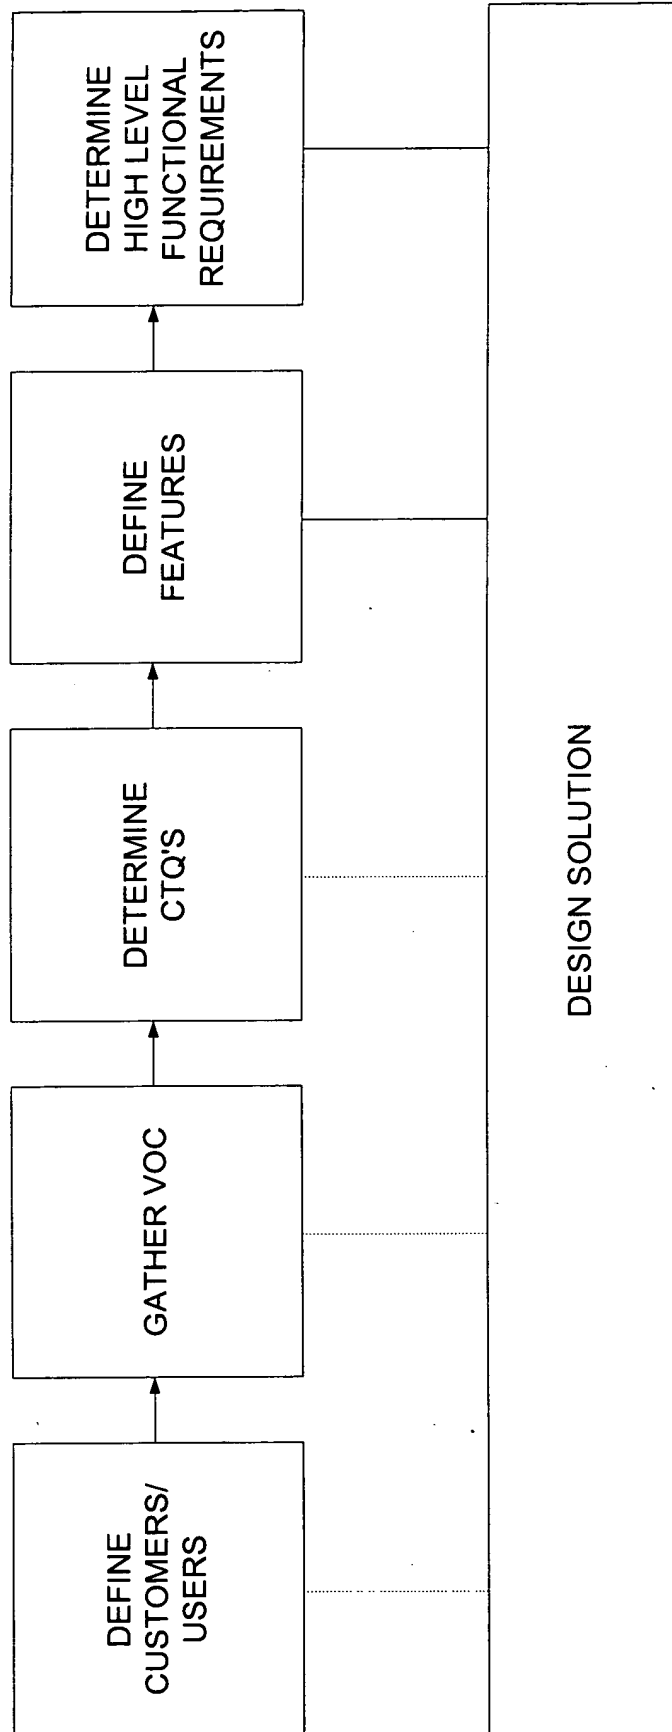 DEFINE
CUSTOMERS/
USERS
GATHER VOC
DETERMINE
CTQ'S
DEFINE
FEATURES
DETERMINE
HIGH LEVEL
FUNCTIONAL
REQUIREMENTS
DESIGN SOLUTION